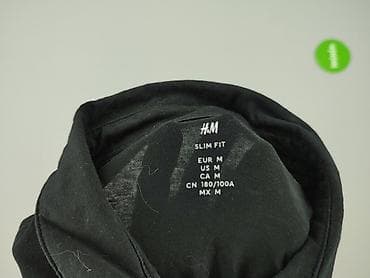 H&M
SLIM FIT
EUR M
US M
CA M
CN 180/100A
MX M